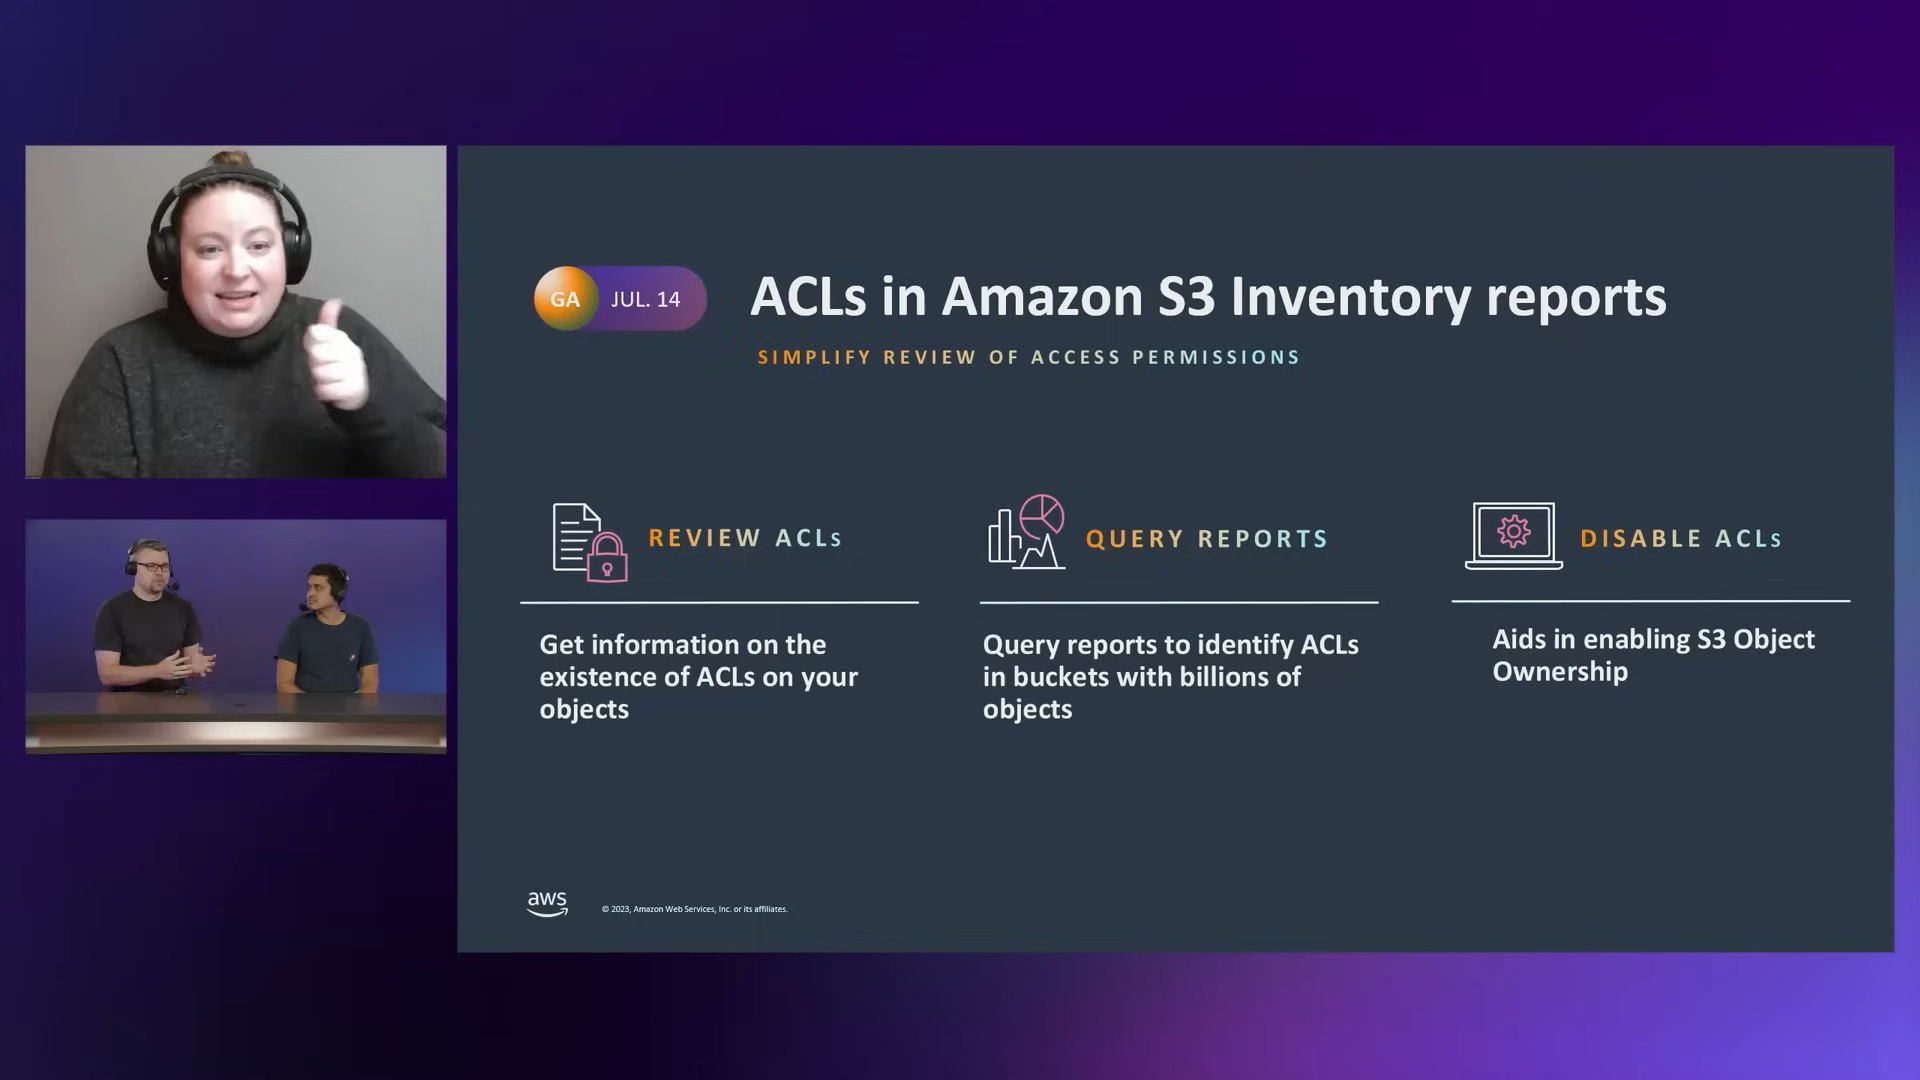 GA JUL. 14
ACLs in Amazon S3 Inventory reports
SIMPLIFY REVIEW OF ACCESS PERMISSIONS
REVIEW ACLs
Get information on the
existence of ACLs on your
objects
QUERY REPORTS
Query reports to identify ACLs
in buckets with billions of
objects
DISABLE ACLs
Aids in enabling S3 Object
Ownership
aws
© 2023, Amazon Web Services, Inc. or its affiliates.